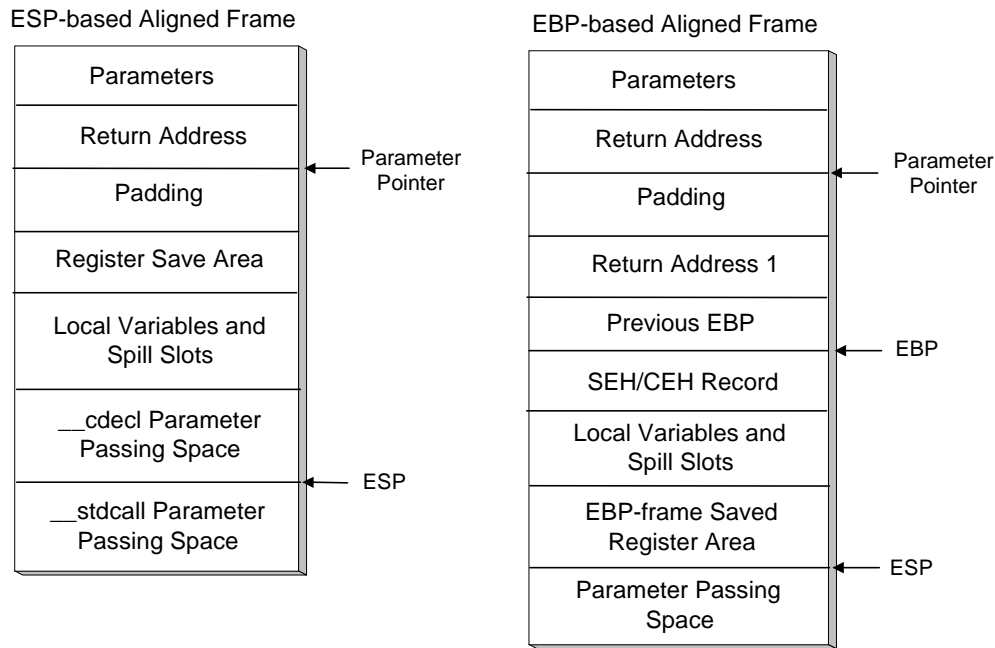 ESP-based Aligned Frame
Parameters
Return Address
Parameter
Pointer
Padding
Register Save Area
Local Variables and
Spill Slots
__cdecl Parameter
Passing Space
ESP
__stdcall Parameter
Passing Space
EBP-based Aligned Frame
Parameters
Return Address
Parameter
Pointer
Padding
Return Address 1
Previous EBP
EBP
SEH/CEH Record
Local Variables and
Spill Slots
EBP-frame Saved
Register Area
ESP
Parameter Passing
Space